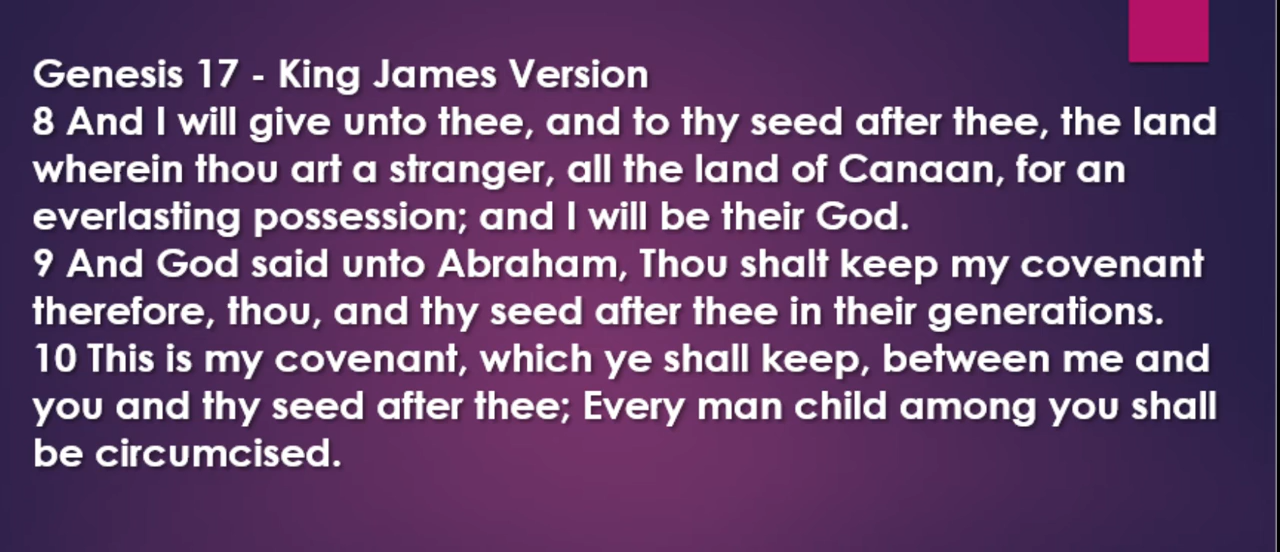 Genesis 17 - King James Version
8 And I will give unto thee, and to thy seed after thee, the land
wherein thou art a stranger, all the land of Canaan, for an
everlasting possession; and I will be their God.
9 And God said unto Abraham, Thou shalt keep my covenant
therefore, thou, and thy seed after thee in their generations.
10 This is my covenant, which ye shall keep, between me and
you and thy seed after thee; Every man child among you shall
be circumcised.